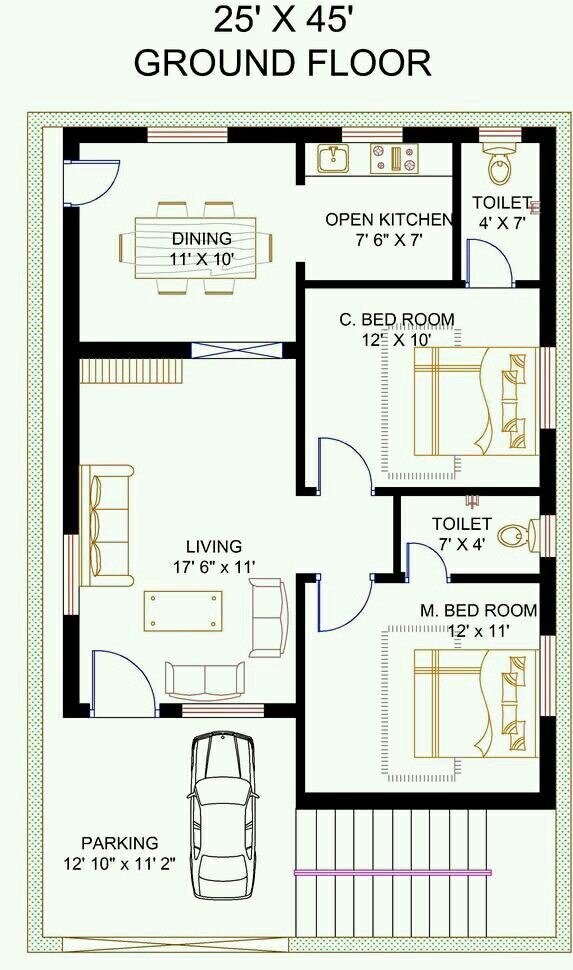 25' X 45'
GROUND FLOOR
DINING
11' X 10'
OPEN KITCHEN
7' 6" X 7'
TOILET
4' X 7'
C. BED ROOM
12' X 10'
TOILET
7' X 4'
LIVING
17' 6" x 11'
M. BED ROOM
12' x 11'
PARKING
12' 10" x 11' 2"